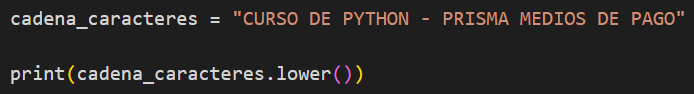 cadena_caracteres = "CURSO DE PYTHON - PRISMA MEDIOS DE PAGO"
print(cadena_caracteres.lower())